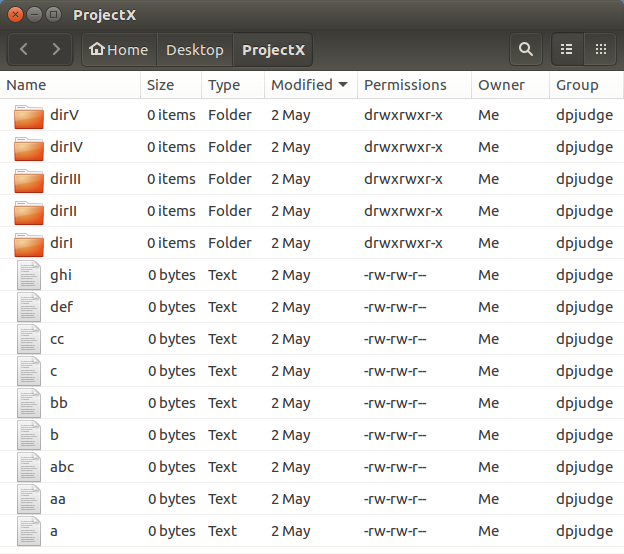 ProjectX
Home Desktop ProjectX
Name Size Type Modified Permissions Owner Group
dirV 0 items Folder 2 May drwxrwxr-x Me dpjudge
dirIV 0 items Folder 2 May drwxrwxr-x Me dpjudge
dirIII 0 items Folder 2 May drwxrwxr-x Me dpjudge
dirII 0 items Folder 2 May drwxrwxr-x Me dpjudge
dirI 0 items Folder 2 May drwxrwxr-x Me dpjudge
ghi 0 bytes Text 2 May -rw-rw-r-- Me dpjudge
def 0 bytes Text 2 May -rw-rw-r-- Me dpjudge
cc 0 bytes Text 2 May -rw-rw-r-- Me dpjudge
c 0 bytes Text 2 May -rw-rw-r-- Me dpjudge
bb 0 bytes Text 2 May -rw-rw-r-- Me dpjudge
b 0 bytes Text 2 May -rw-rw-r-- Me dpjudge
abc 0 bytes Text 2 May -rw-rw-r-- Me dpjudge
aa 0 bytes Text 2 May -rw-rw-r-- Me dpjudge
a 0 bytes Text 2 May -rw-rw-r-- Me dpjudge